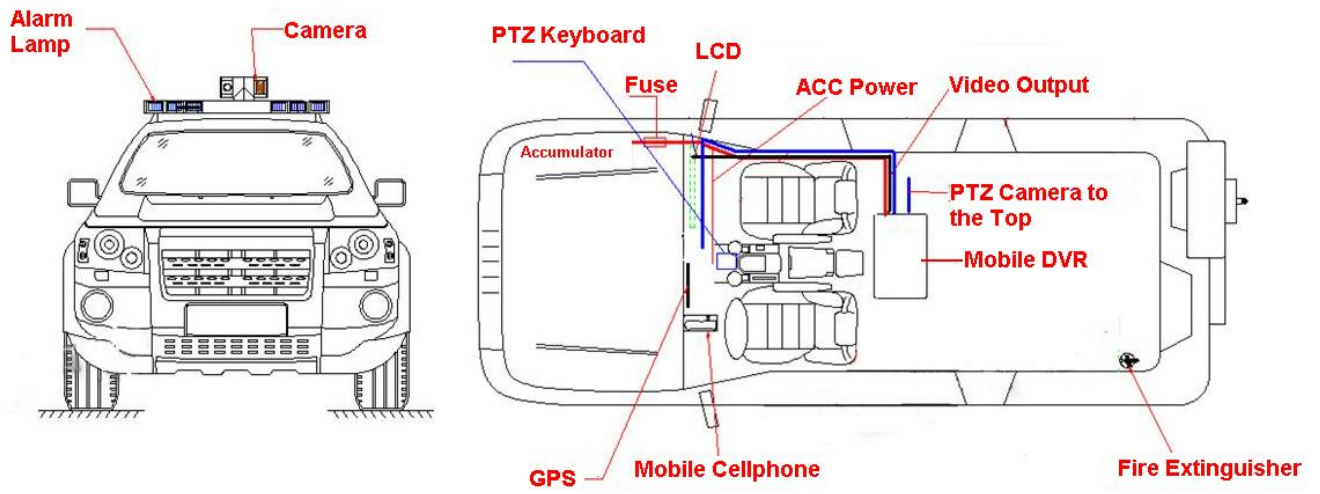 Alarm
Lamp
Camera
PTZ Keyboard
LCD
Fuse
ACC Power
Video Output
Accumulator
PTZ Camera to
the Top
Mobile DVR
GPS
Mobile Cellphone
Fire Extinguisher